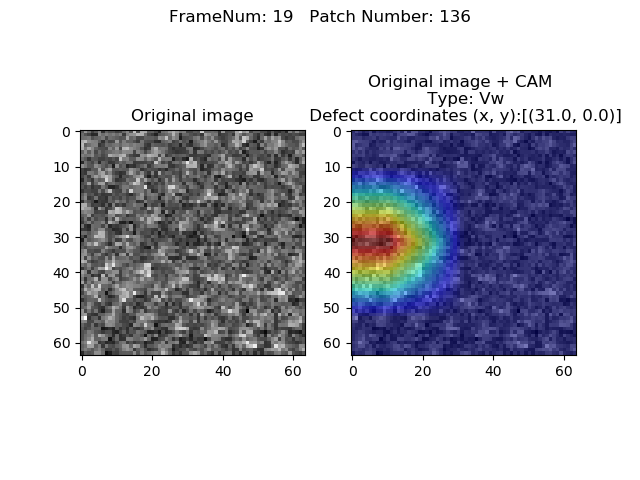 FrameNum: 19   Patch Number: 136
Original image
Original image + CAM
Type: Vw
Defect coordinates (x, y):[(31.0, 0.0)]
0
10
20
30
40
50
60
0 20 40 60
0
10
20
30
40
50
60
0 20 40 60